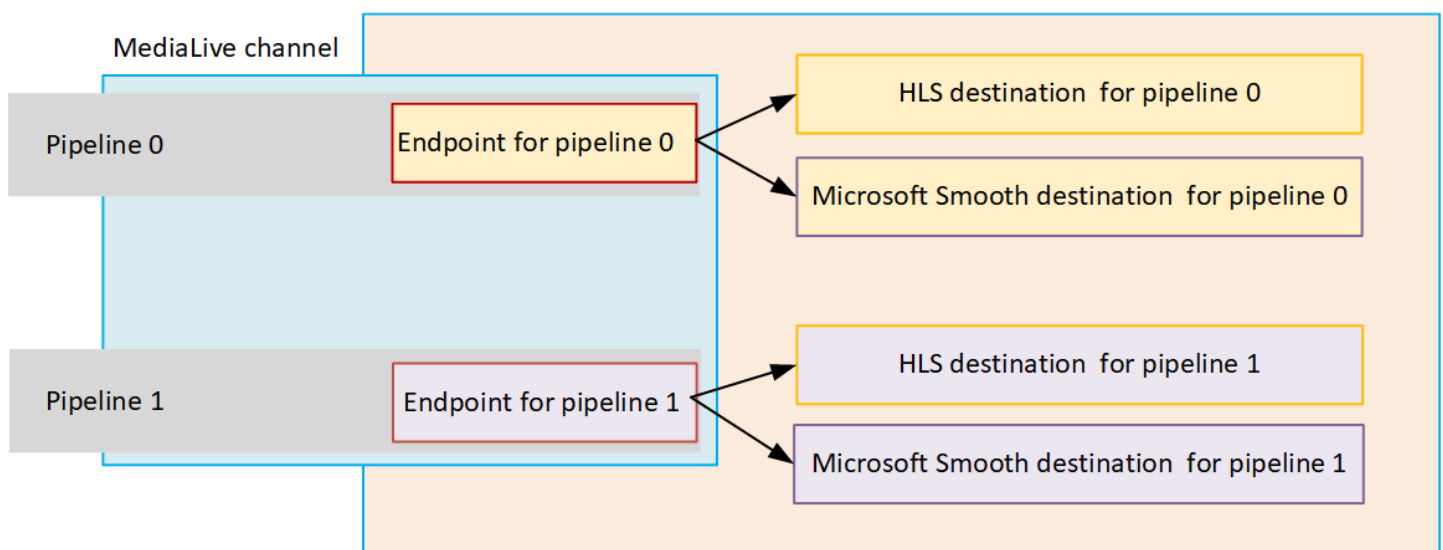 MediaLive channel
Pipeline 0
Endpoint for pipeline 0
HLS destination for pipeline 0
Microsoft Smooth destination for pipeline 0
Pipeline 1
Endpoint for pipeline 1
HLS destination for pipeline 1
Microsoft Smooth destination for pipeline 1